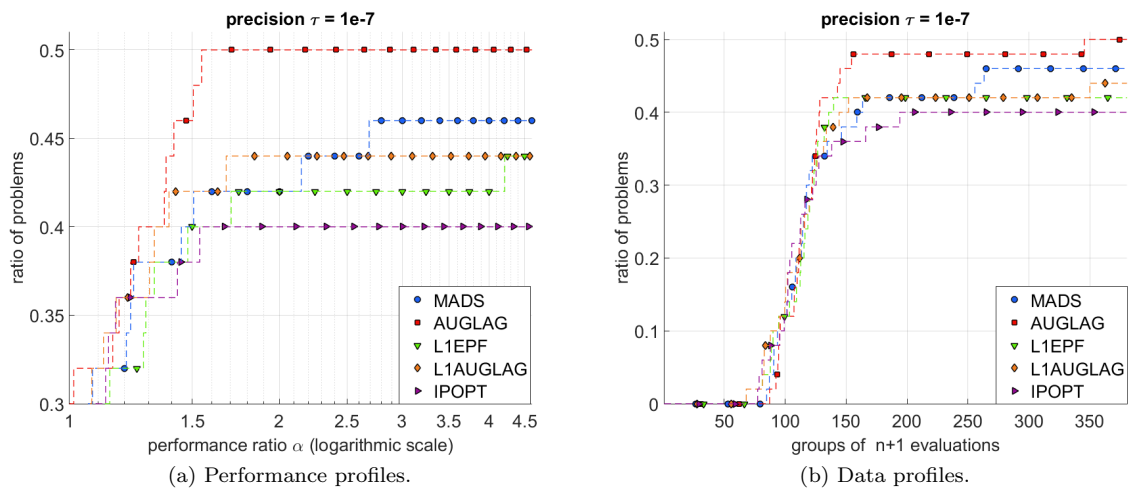 precision τ = 1e-7
ratio of problems
0.5
0.45
0.4
0.35
0.3
1
1.5
2
2.5
3
3.5
4
4.5
performance ratio α (logarithmic scale)
MADS
AUGLAG
L1EPF
L1AUGLAG
IPOPT
(a) Performance profiles.
precision τ = 1e-7
ratio of problems
0.5
0.4
0.3
0.2
0.1
0
50
100
150
200
250
300
350
groups of n+1 evaluations
MADS
AUGLAG
L1EPF
L1AUGLAG
IPOPT
(b) Data profiles.